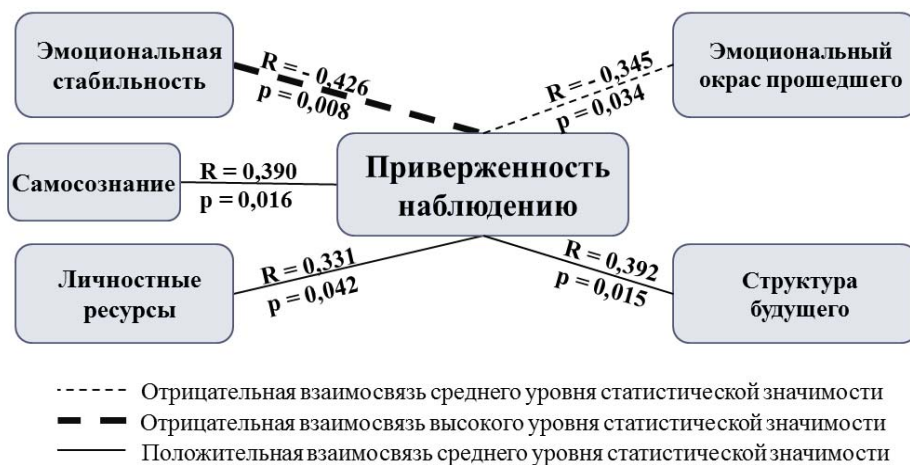 Эмоциональная
стабильность
R = - 0,426
p = 0,008
R = - 0,345
p = 0,034
Эмоциональный
окрас прошедшего
Самосознание
R = 0,390
p = 0,016
Приверженность
наблюдению
Личностные
ресурсы
R = 0,331
p = 0,042
R = 0,392
p = 0,015
Структура
будущего
Отрицательная взаимосвязь среднего уровня статистической значимости
Отрицательная взаимосвязь высокого уровня статистической значимости
Положительная взаимосвязь среднего уровня статистической значимости